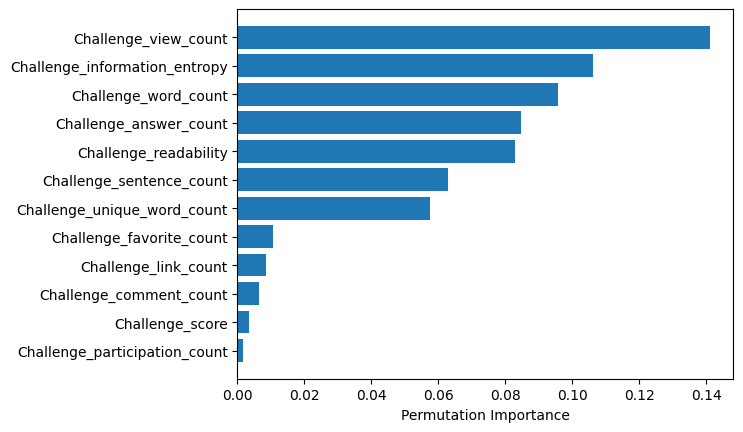 Challenge_view_count
Challenge_information_entropy
Challenge_word_count
Challenge_answer_count
Challenge_readability
Challenge_sentence_count
Challenge_unique_word_count
Challenge_favorite_count
Challenge_link_count
Challenge_comment_count
Challenge_score
Challenge_participation_count
0.00 0.02 0.04 0.06 0.08 0.10 0.12 0.14
Permutation Importance